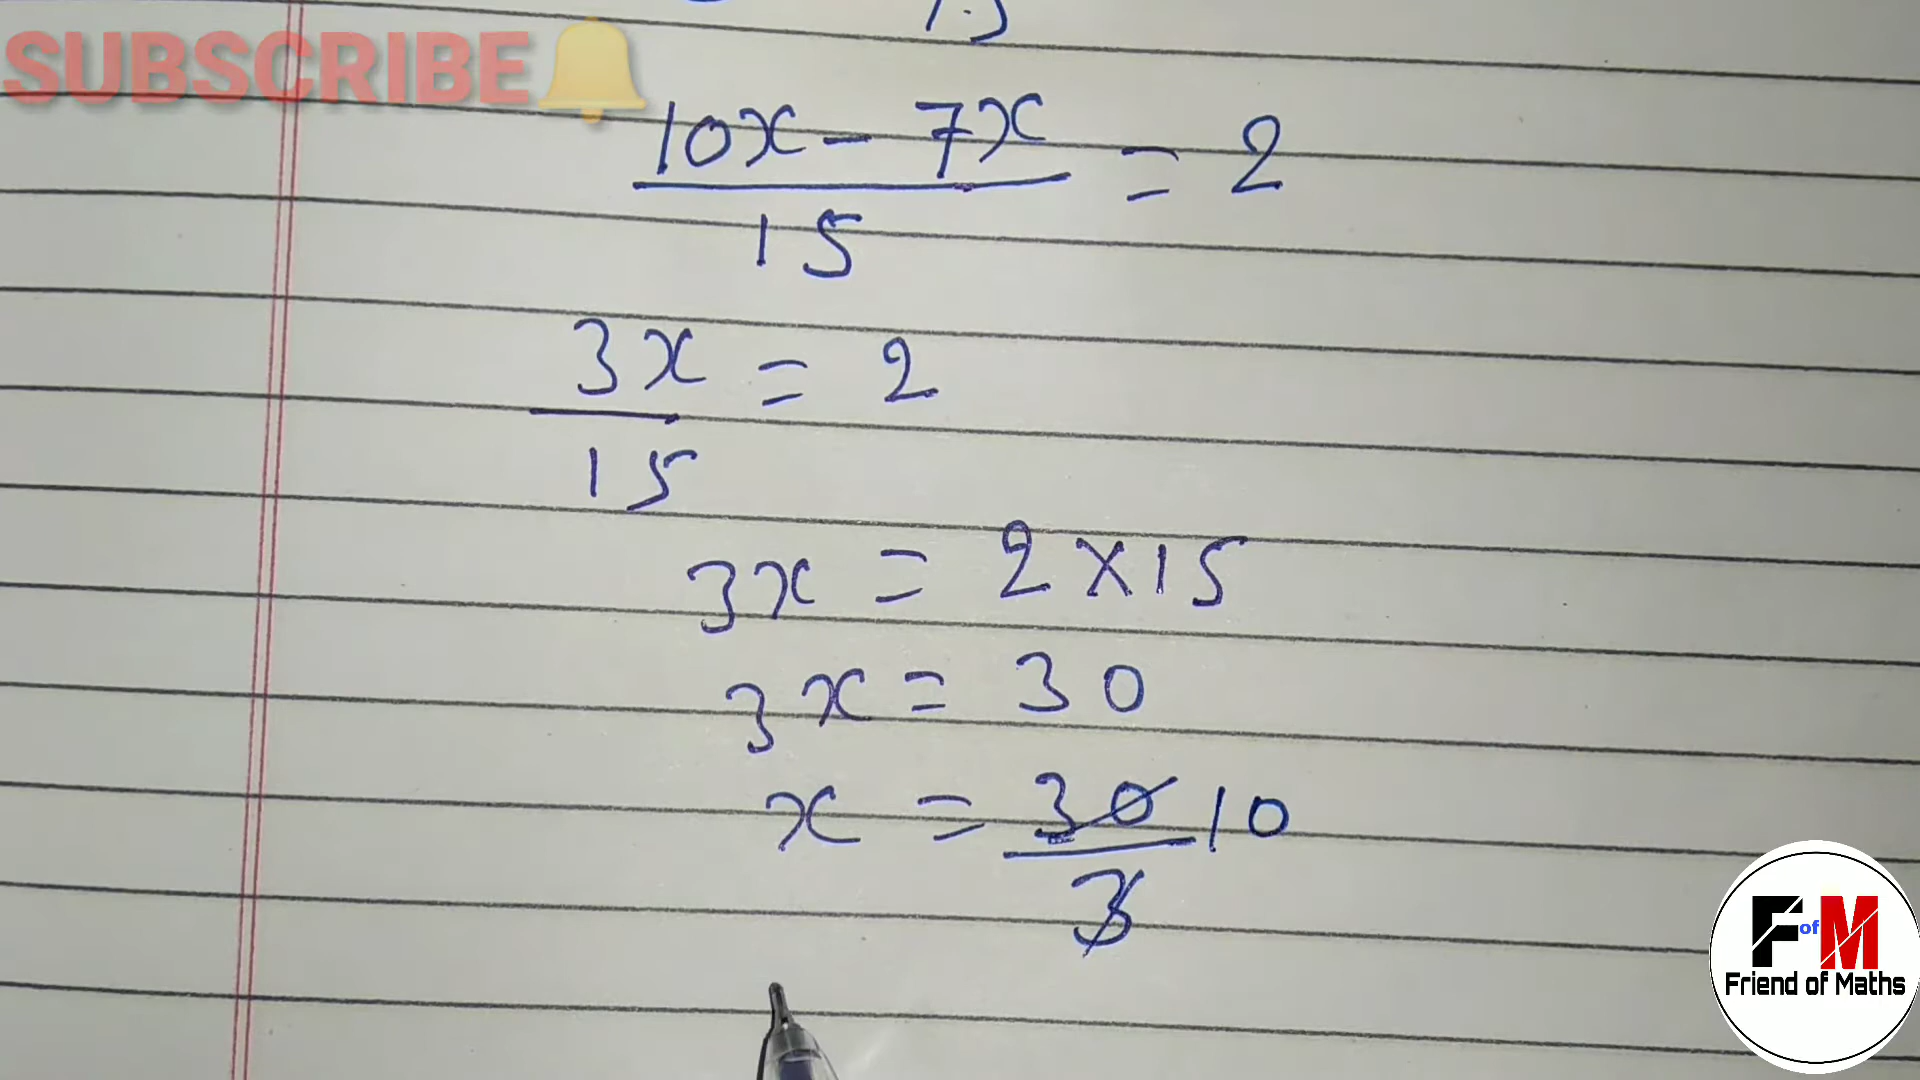 SUBSCRIBE
10x - 7x = 2
15
3x = 2
15
3x = 2 × 15
3x = 30
x = 30 10
3
F of M
Friend of Maths